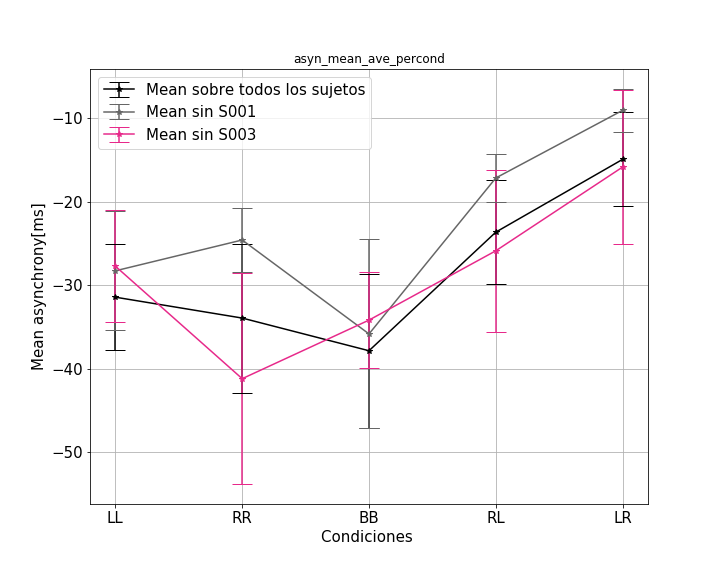 asyn_mean_ave_percond
Mean sobre todos los sujetos
Mean sin S001
Mean sin S003
Mean asynchrony[ms]
−10
−20
−30
−40
−50
LL RR BB RL LR
Condiciones